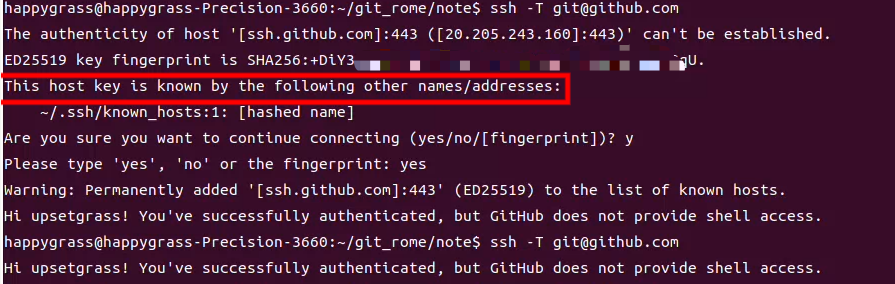 happygrass@happygrass-Precision-3660:~/git_rome/note$ ssh -T git@github.com
The authenticity of host '[ssh.github.com]:443 ([20.205.243.160]:443)' can't be established.
ED25519 key fingerprint is SHA256:+DiY3 gU.
This host key is known by the following other names/addresses:
~/.ssh/known_hosts:1: [hashed name]
Are you sure you want to continue connecting (yes/no/[fingerprint])? y
Please type 'yes', 'no' or the fingerprint: yes
Warning: Permanently added '[ssh.github.com]:443' (ED25519) to the list of known hosts.
Hi upsetgrass! You've successfully authenticated, but GitHub does not provide shell access.
happygrass@happygrass-Precision-3660:~/git_rome/note$ ssh -T git@github.com
Hi upsetgrass! You've successfully authenticated, but GitHub does not provide shell access.